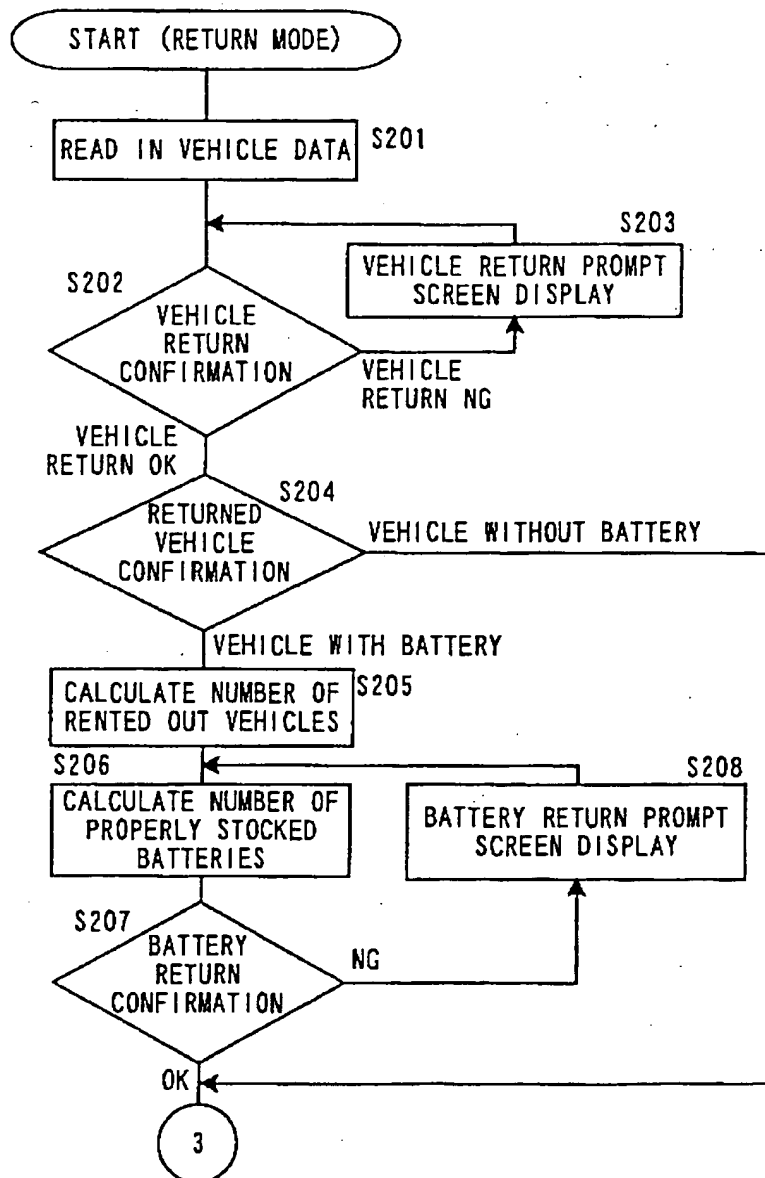 START (RETURN MODE)
READ IN VEHICLE DATA
S201
S203
VEHICLE RETURN PROMPT
SCREEN DISPLAY
S202
VEHICLE
RETURN
CONFIRMATION
VEHICLE
RETURN NG
VEHICLE
RETURN OK
S204
RETURNED
VEHICLE
CONFIRMATION
VEHICLE WITHOUT BATTERY
VEHICLE WITH BATTERY
CALCULATE NUMBER OF
RENTED OUT VEHICLES
S205
S206
CALCULATE NUMBER OF
PROPERLY STOCKED
BATTERIES
S208
BATTERY RETURN PROMPT
SCREEN DISPLAY
S207
BATTERY
RETURN
CONFIRMATION
NG
OK
3